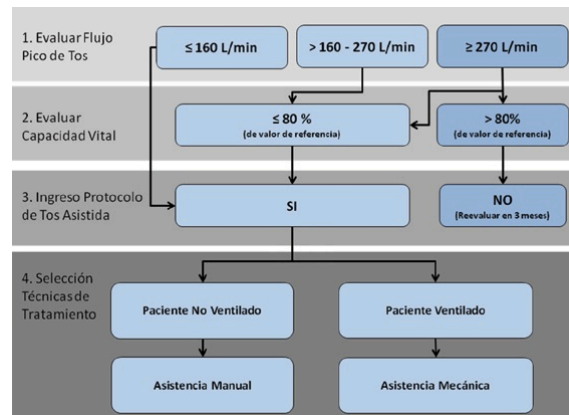 1. Evaluar Flujo
Pico de Tos
≤ 160 L/min
> 160 - 270 L/min
≥ 270 L/min
2. Evaluar
Capacidad Vital
≤ 80 %
(de valor de referencia)
> 80%
(de valor de referencia)
3. Ingreso Protocolo
de Tos Asistida
SI
NO
(Reevaluar en 3 meses)
4. Selección
Técnicas de
Tratamiento
Paciente No Ventilado
Paciente Ventilado
Asistencia Manual
Asistencia Mecánica